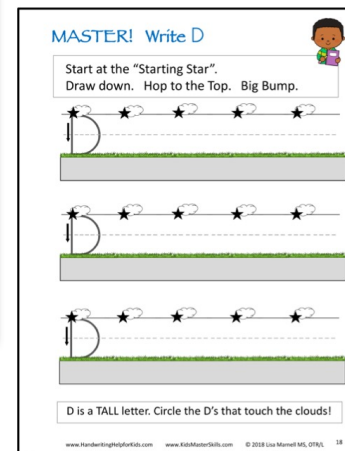 MASTER! Write D
Start at the “Starting Star”.
Draw down. Hop to the Top. Big Bump.
D
D
D
D is a TALL letter. Circle the D’s that touch the clouds!
www.HandwritingHelpforKids.com www.KidsMasterSkills.com © 2018 Lisa Marnell MS, OTR/L 18